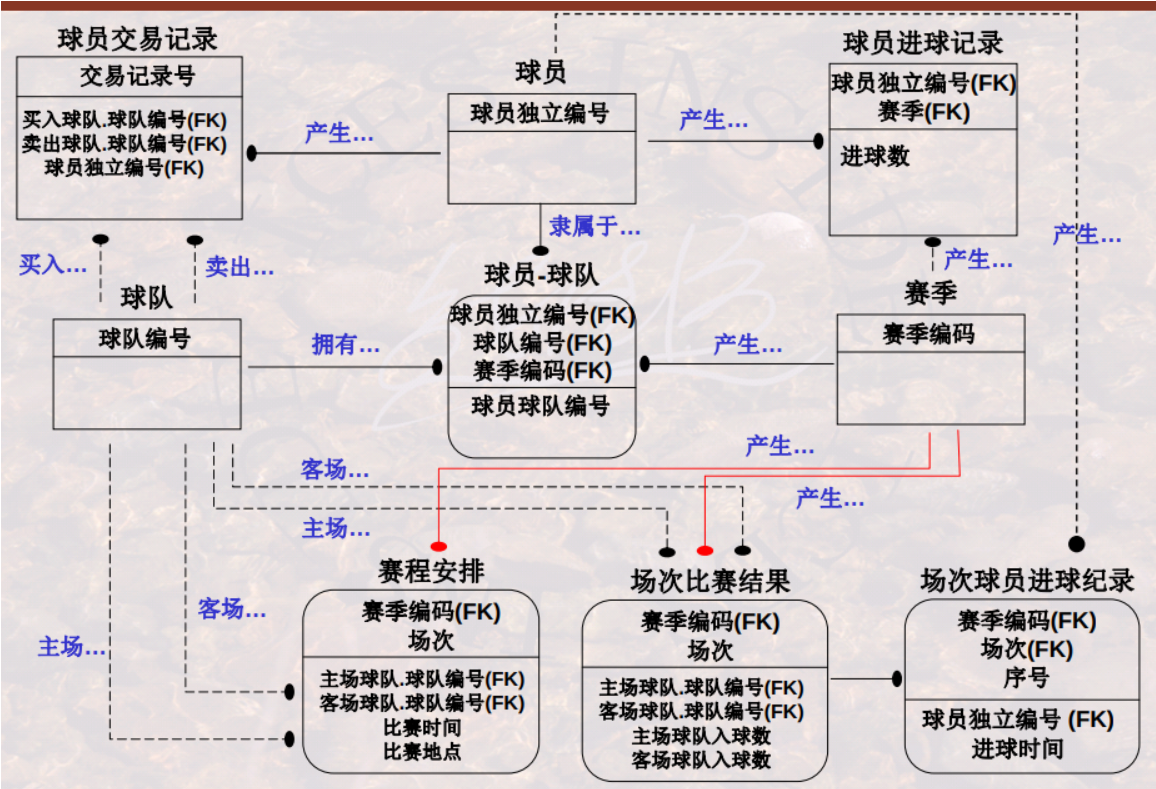 球员交易记录
交易记录号
买入球队.球队编号(FK)
卖出球队.球队编号(FK)
球员独立编号(FK)
产生...
球员
球员独立编号
产生...
球员进球记录
球员独立编号(FK)
赛季(FK)
进球数
产生...
买入...
卖出...
隶属于...
产生...
球队
球队编号
拥有...
球员-球队
球员独立编号(FK)
球队编号(FK)
赛季编码(FK)
球员球队编号
产生...
赛季
赛季编码
产生...
产生...
客场...
主场...
客场...
主场...
赛程安排
赛季编码(FK)
场次
主场球队.球队编号(FK)
客场球队.球队编号(FK)
比赛时间
比赛地点
场次比赛结果
赛季编码(FK)
场次
主场球队.球队编号(FK)
客场球队.球队编号(FK)
主场球队入球数
客场球队入球数
场次球员进球纪录
赛季编码(FK)
场次(FK)
序号
球员独立编号 (FK)
进球时间